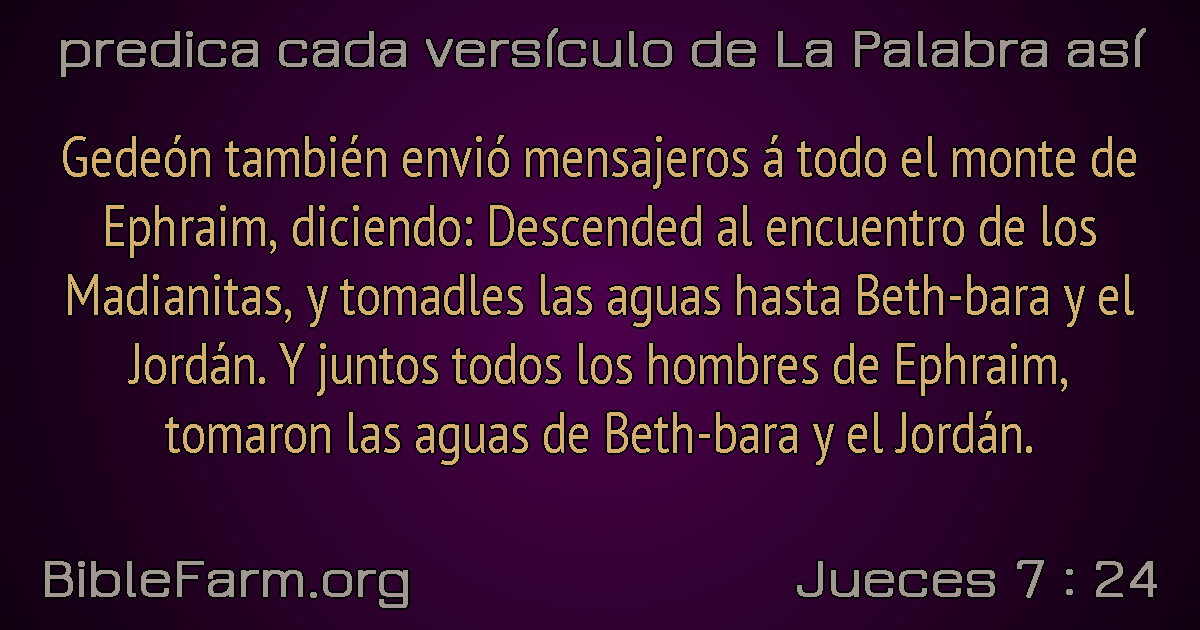 predica cada versículo de La Palabra así
Gedeón también envió mensajeros á todo el monte de
Ephraim, diciendo: Descended al encuentro de los
Madianitas, y tomadles las aguas hasta Beth-bara y el
Jordán. Y juntos todos los hombres de Ephraim,
tomaron las aguas de Beth-bara y el Jordán.
BibleFarm.org
Jueces 7 : 24